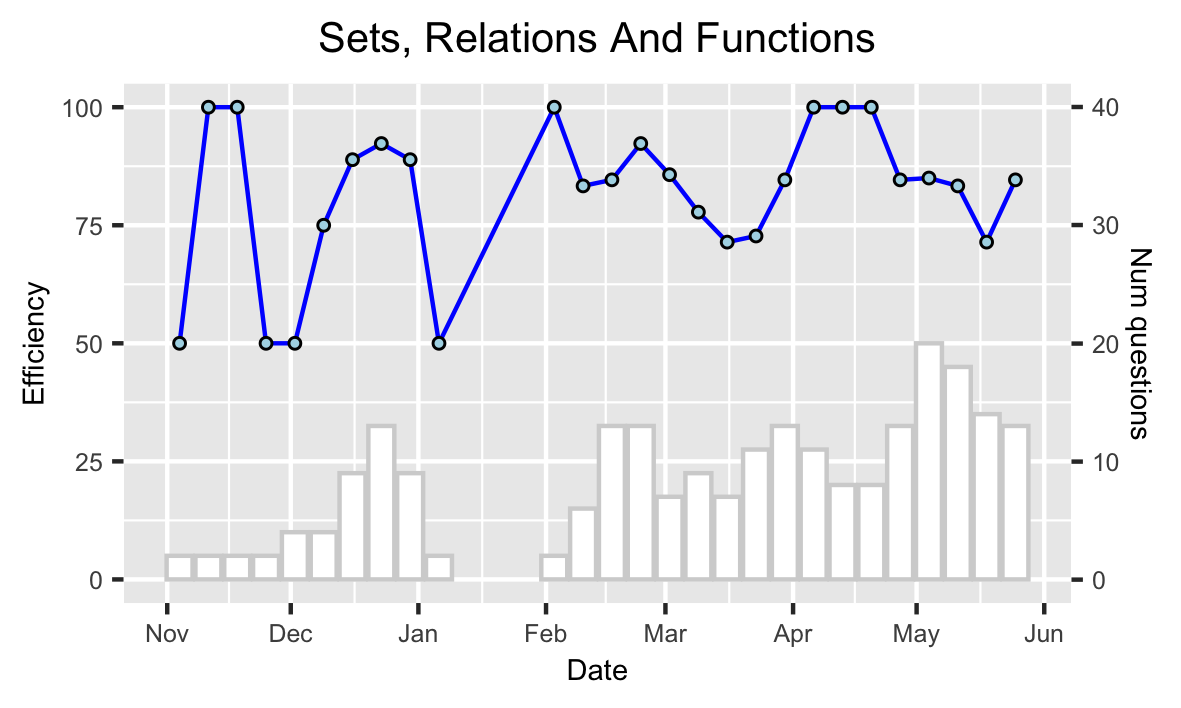 Sets, Relations And Functions
100
75
50
25
0
Efficiency
40
30
20
10
0
Num questions
Nov Dec Jan Feb Mar Apr May Jun
Date